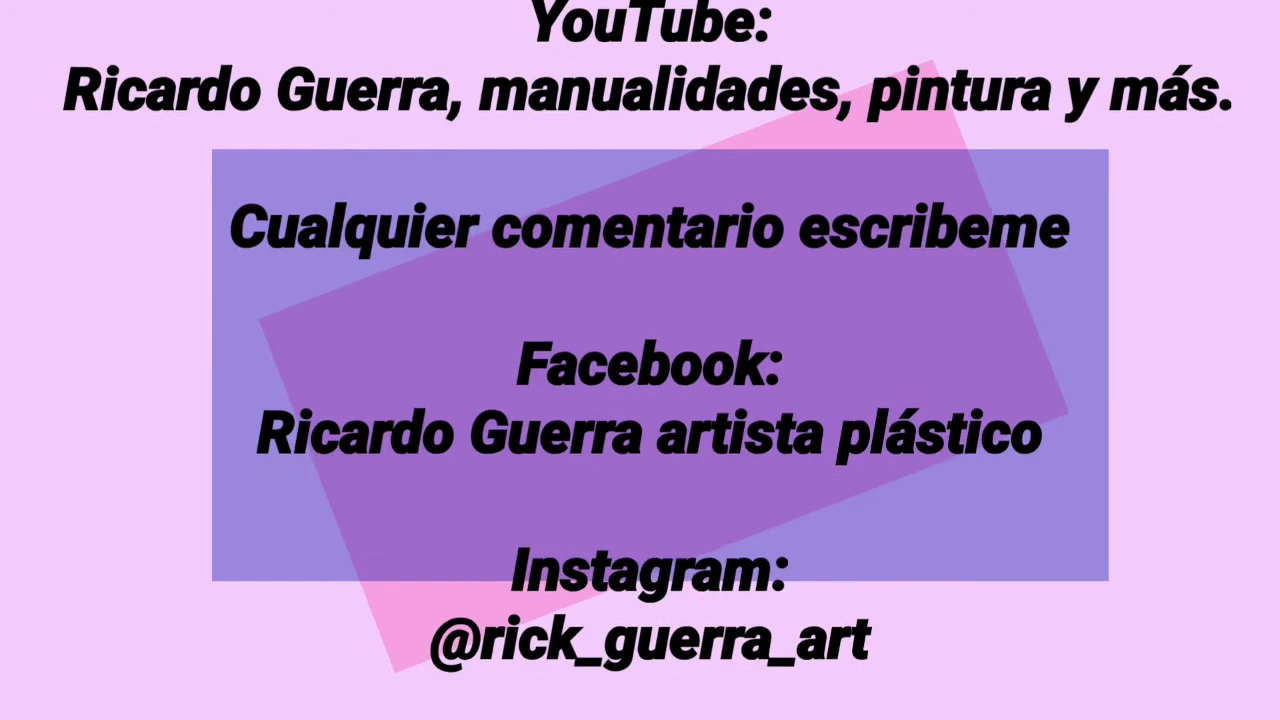 YouTube:
Ricardo Guerra, manualidades, pintura y más.
Cualquier comentario escribeme
Facebook:
Ricardo Guerra artista plástico
Instagram:
@rick_guerra_art